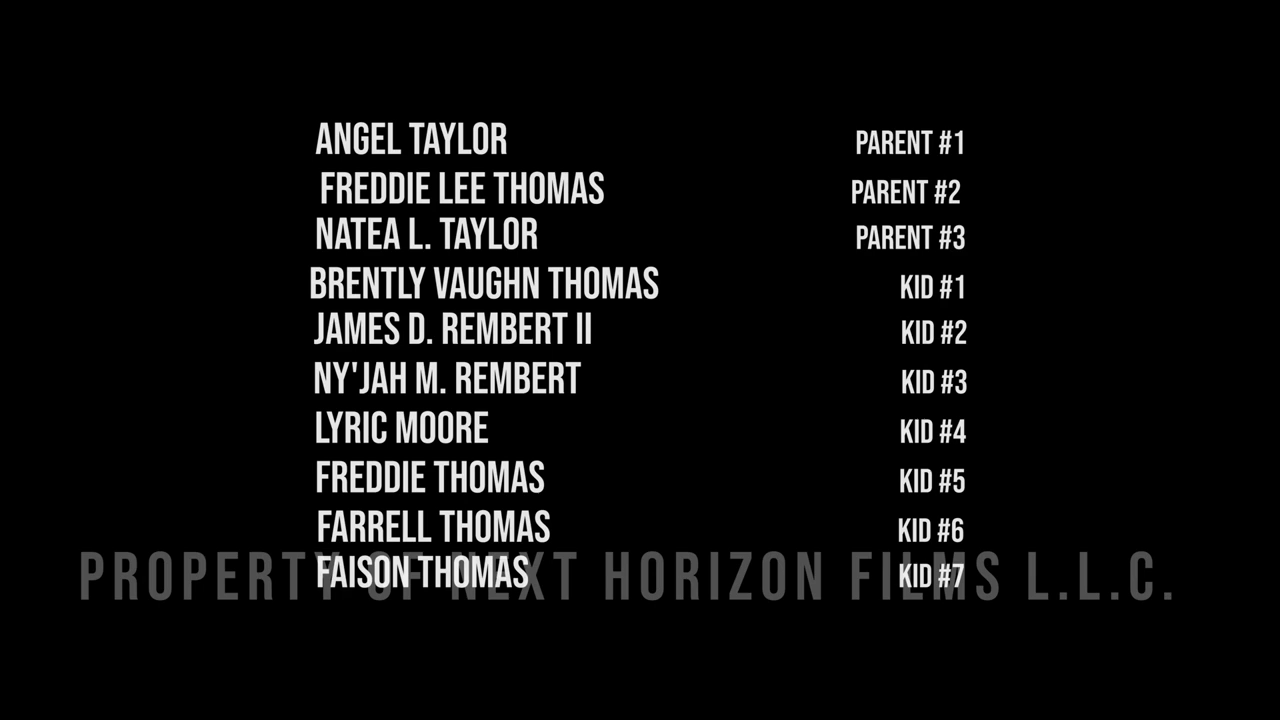 ANGEL TAYLOR PARENT #1
FREDDIE LEE THOMAS PARENT #2
NATEA L. TAYLOR PARENT #3
BRENTLY VAUGHN THOMAS KID #1
JAMES D. REMBERT II KID #2
NY'JAH M. REMBERT KID #3
LYRIC MOORE KID #4
FREDDIE THOMAS KID #5
FARRELL THOMAS KID #6
FAISON THOMAS KID #7
PROPERTY OF NEXT HORIZON FILMS L.L.C.